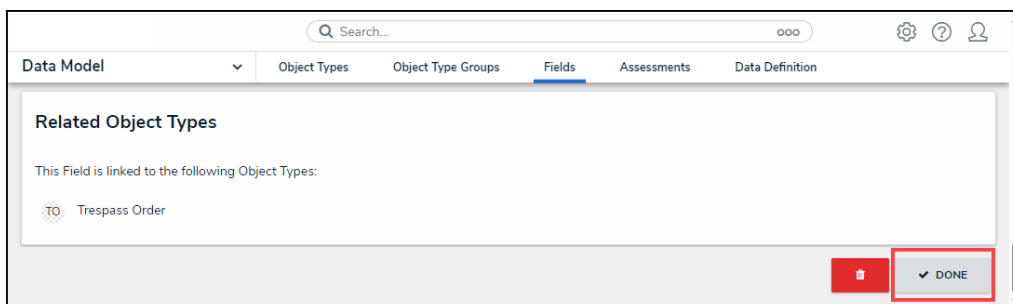 Search...
Data Model
Object Types
Object Type Groups
Fields
Assessments
Data Definition
Related Object Types
This Field is linked to the following Object Types:
TO Trespass Order
DONE